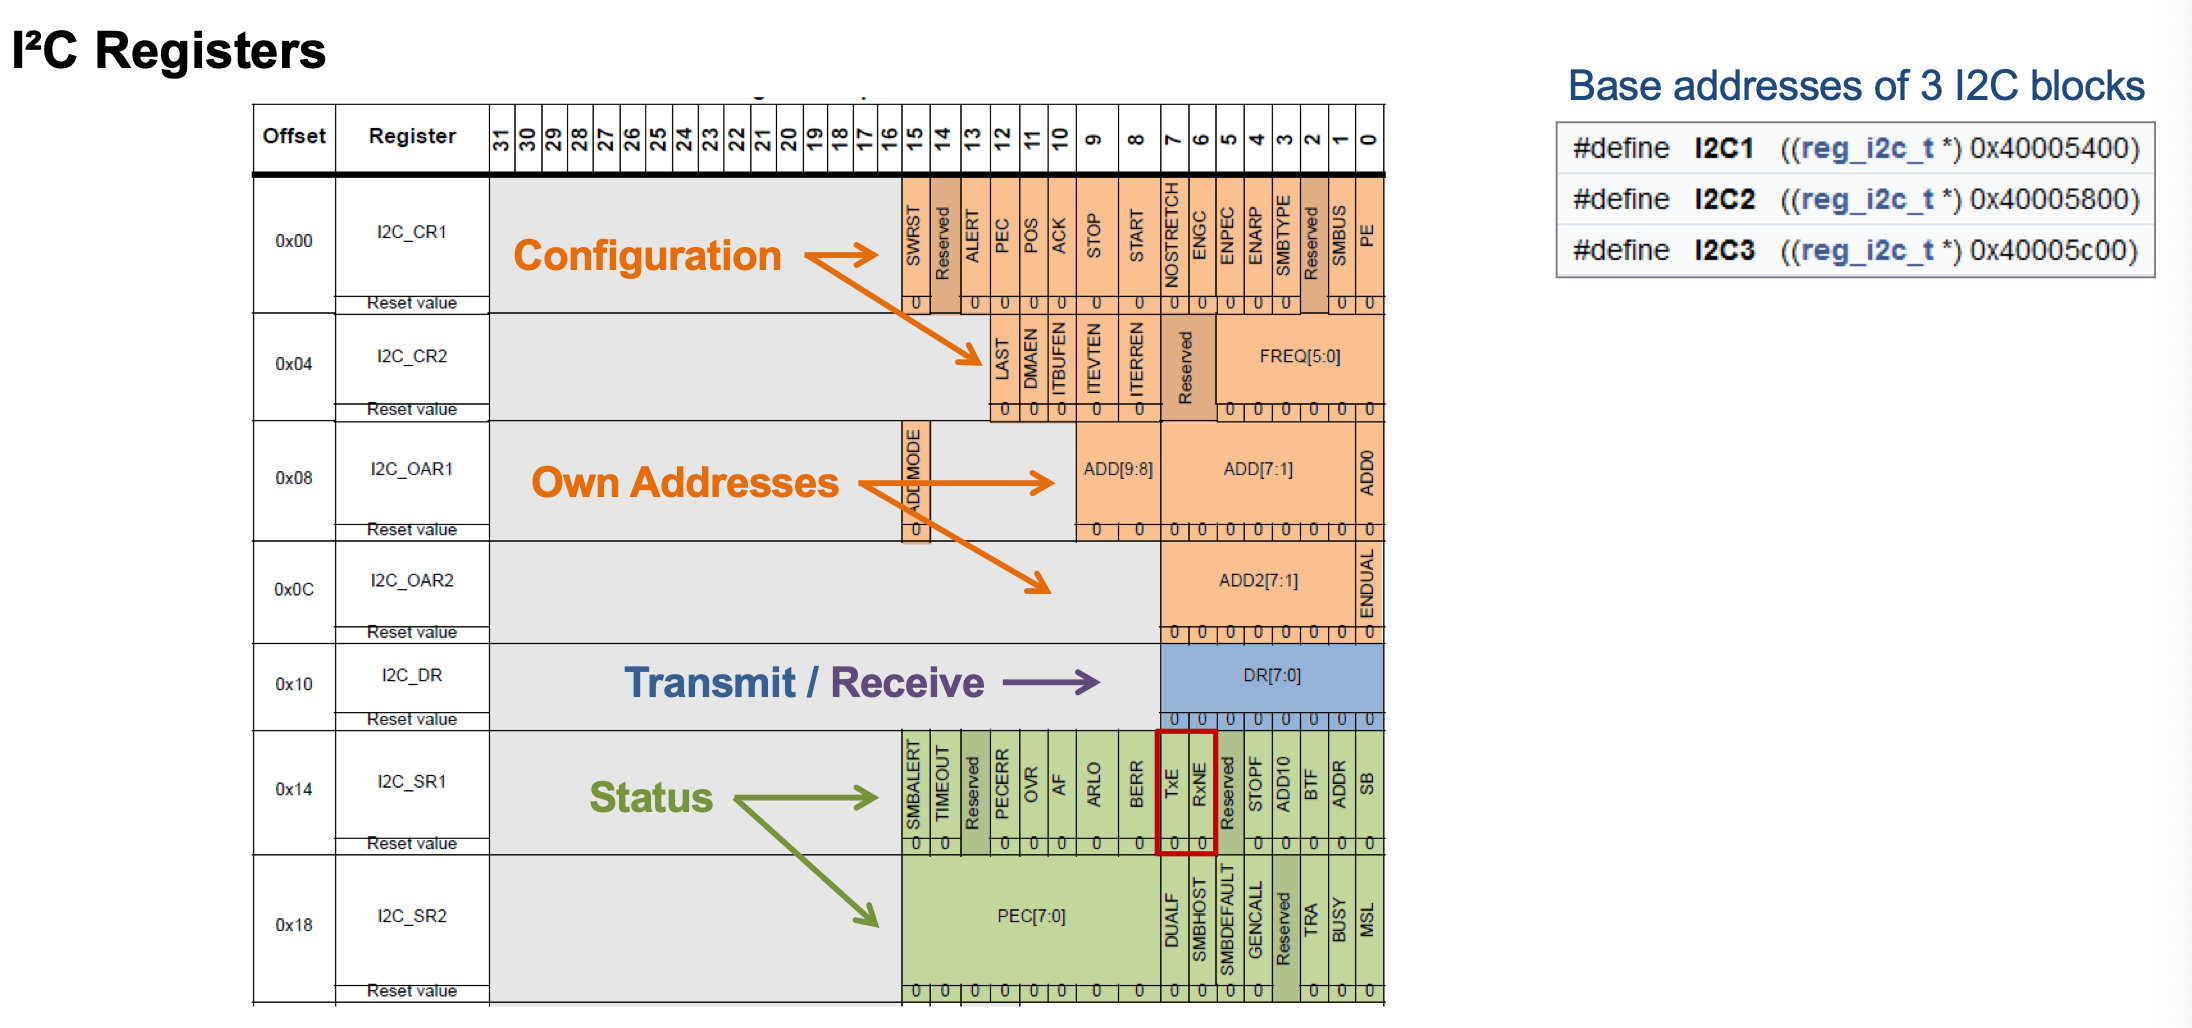 I²C Registers
Base addresses of 3 I2C blocks
#define I2C1 ((reg_i2c_t *) 0x40005400)
#define I2C2 ((reg_i2c_t *) 0x40005800)
#define I2C3 ((reg_i2c_t *) 0x40005c00)
Offset Register 31 30 29 28 27 26 25 24 23 22 21 20 19 18 17 16 15 14 13 12 11 10 9 8 7 6 5 4 3 2 1 0
0x00 I2C_CR1 Configuration SWRST Reserved ALERT PEC POS ACK STOP START NOSTRETCH ENGC ENPEC ENARP SMBTYPE Reserved SMBUS PE
Reset value 0 0 0 0 0 0 0 0 0 0 0 0 0 0
0x04 I2C_CR2 LAST DMAEN ITBUFEN ITEVTEN ITERREN Reserved FREQ[5:0]
Reset value 0 0 0 0 0 0 0 0 0 0 0
0x08 I2C_OAR1 Own Addresses ADDMODE ADD[9:8] ADD[7:1] ADD0
Reset value 0 0 0 0 0 0 0 0 0 0 0
0x0C I2C_OAR2 ADD2[7:1] ENDUAL
Reset value 0 0 0 0 0 0 0 0
0x10 I2C_DR Transmit / Receive DR[7:0]
Reset value 0 0 0 0 0 0 0 0
0x14 I2C_SR1 Status SMBALERT TIMEOUT Reserved PECERR OVR AF ARLO BERR TxE RxNE Reserved STOPF ADD10 BTF ADDR SB
Reset value 0 0 0 0 0 0 0 0 0 0 0 0 0 0
0x18 I2C_SR2 PEC[7:0] DUALF SMBHOST SMBDEFAULT GENCALL Reserved TRA BUSY MSL
Reset value 0 0 0 0 0 0 0 0 0 0 0 0 0 0 0